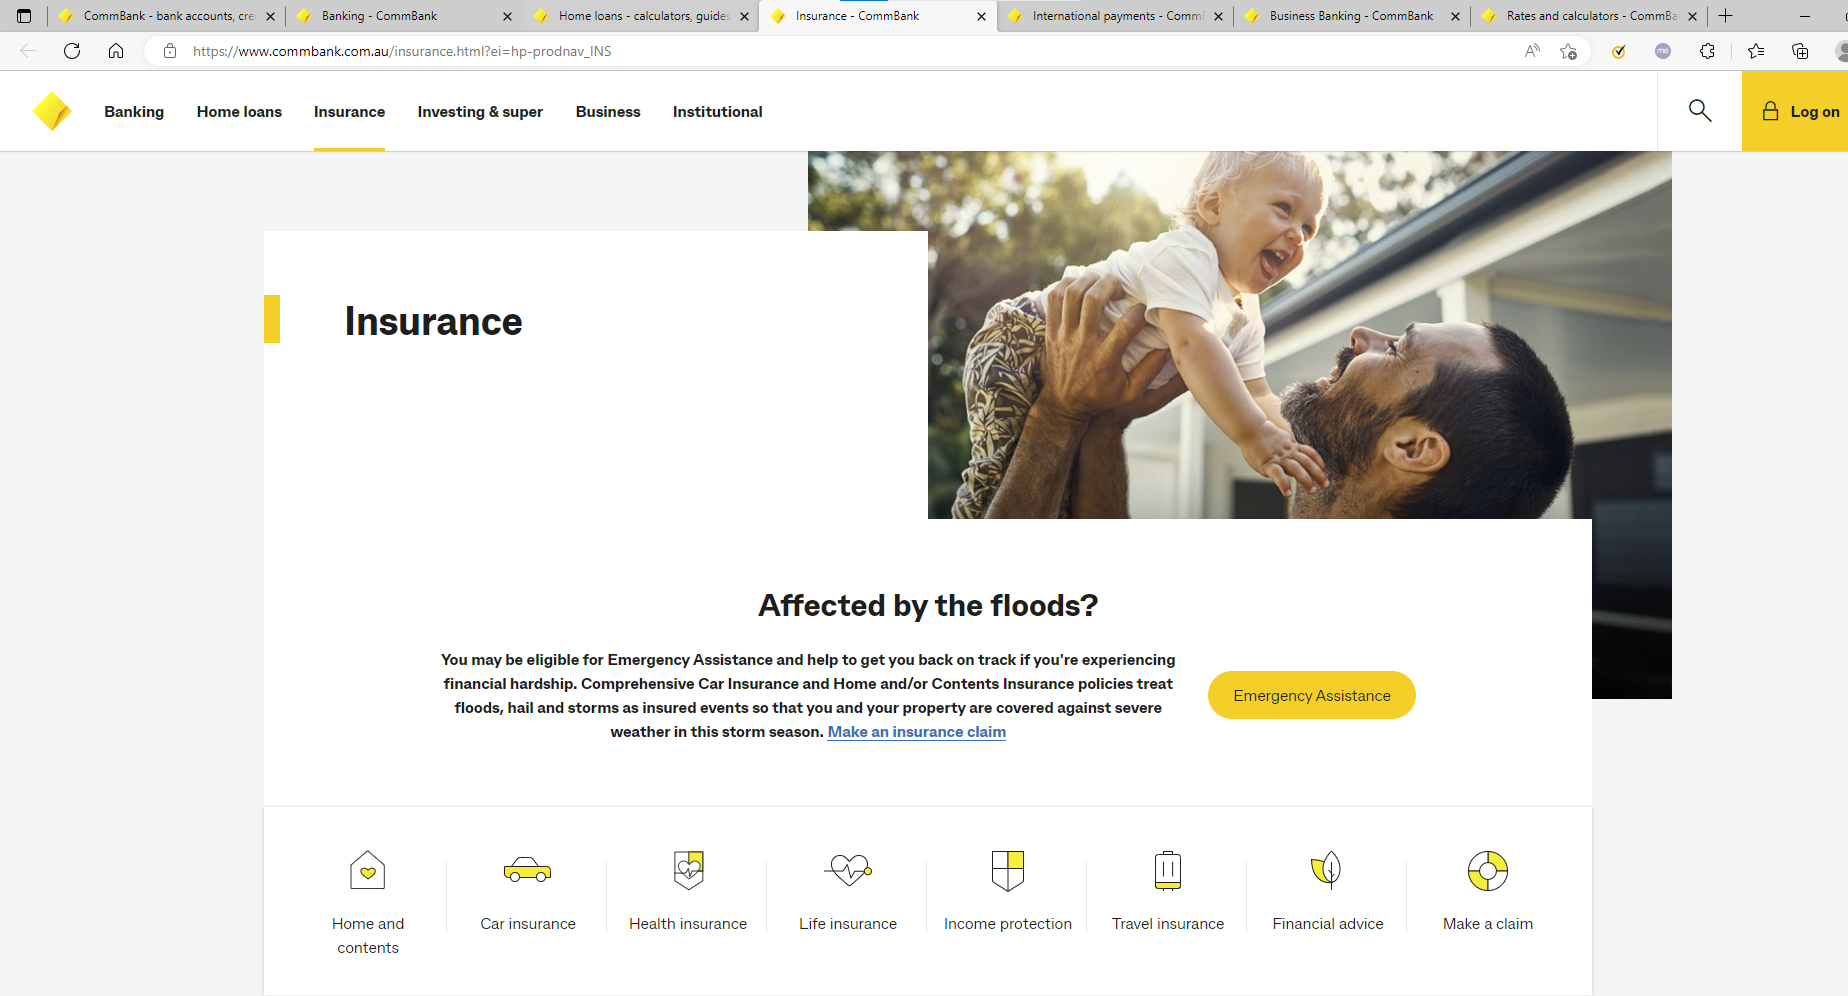 CommBank - bank accounts, cre
Banking - CommBank
Home loans - calculators, guides
Insurance - CommBank
International payments - Comm
Business Banking - CommBank
Rates and calculators - CommBa
https://www.commbank.com.au/insurance.html?ei=hp-prodnav_INS
Banking
Home loans
Insurance
Investing & super
Business
Institutional
Log on
Insurance
Affected by the floods?
You may be eligible for Emergency Assistance and help to get you back on track if you're experiencing
financial hardship. Comprehensive Car Insurance and Home and/or Contents Insurance policies treat
floods, hail and storms as insured events so that you and your property are covered against severe
weather in this storm season. Make an insurance claim
Emergency Assistance
Home and
contents
Car insurance
Health insurance
Life insurance
Income protection
Travel insurance
Financial advice
Make a claim